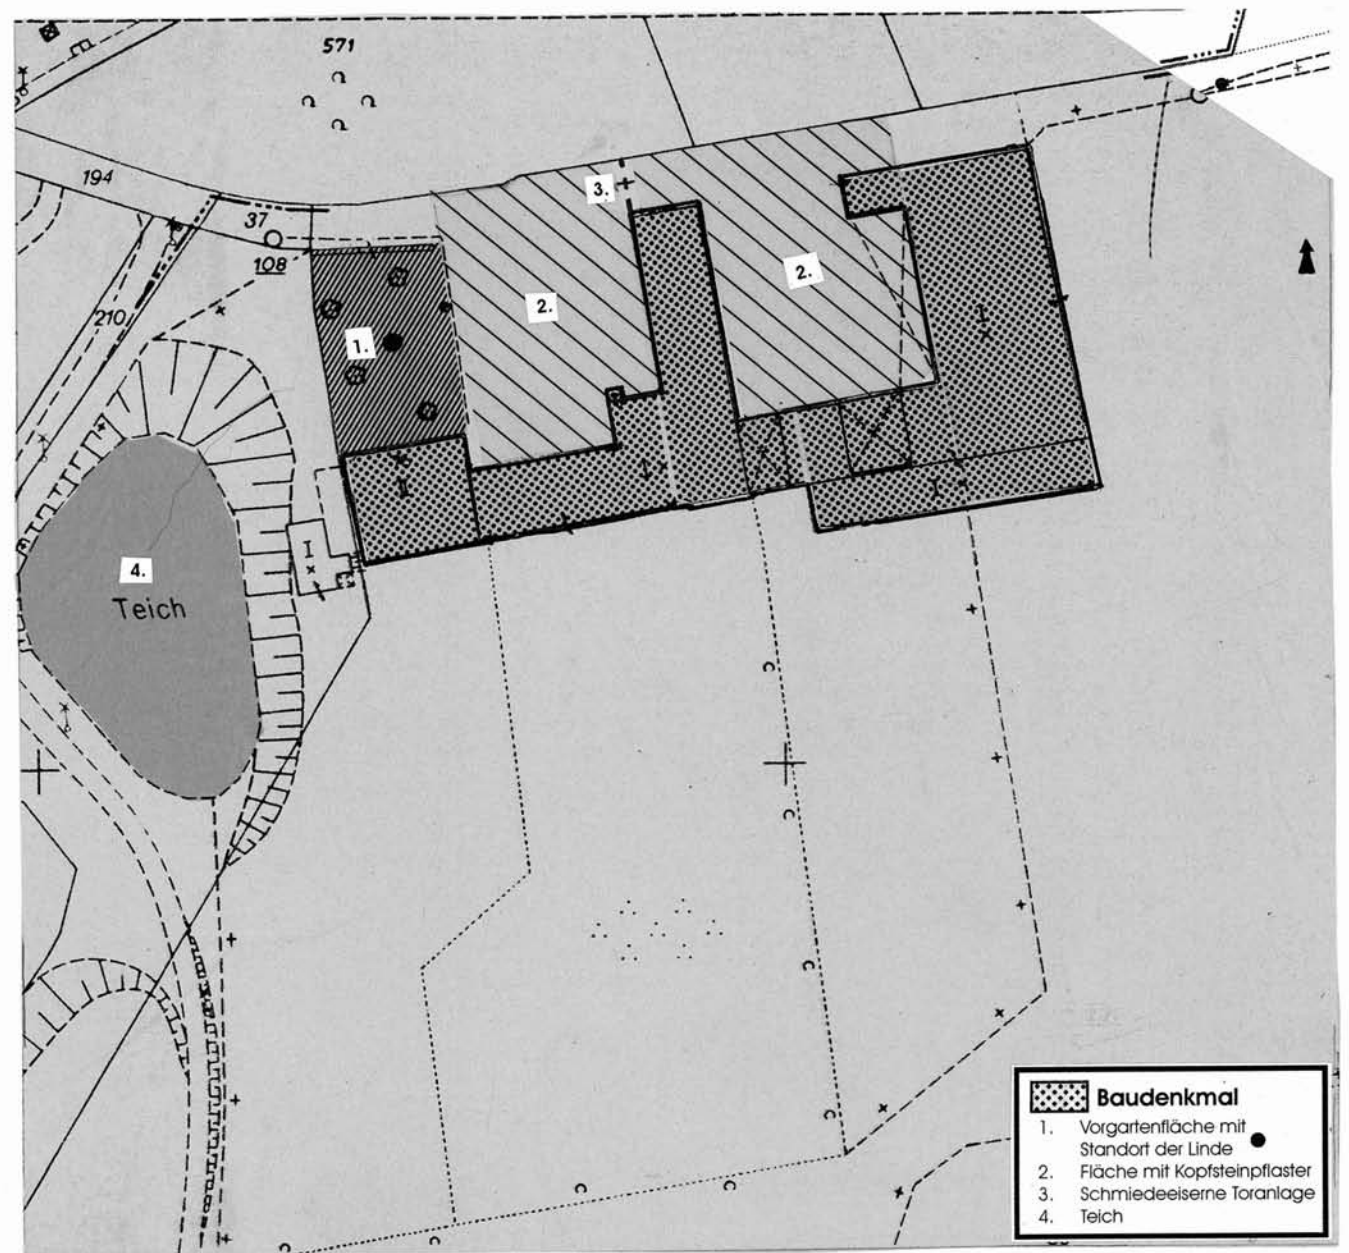 571
194
37
108
210
3.
2.
2.
1.
I
II
I
I
I
4.
Teich
Baudenkmal
1. Vorgartenfläche mit
Standort der Linde
2. Fläche mit Kopfsteinpflaster
3. Schmiedeeiserne Toranlage
4. Teich